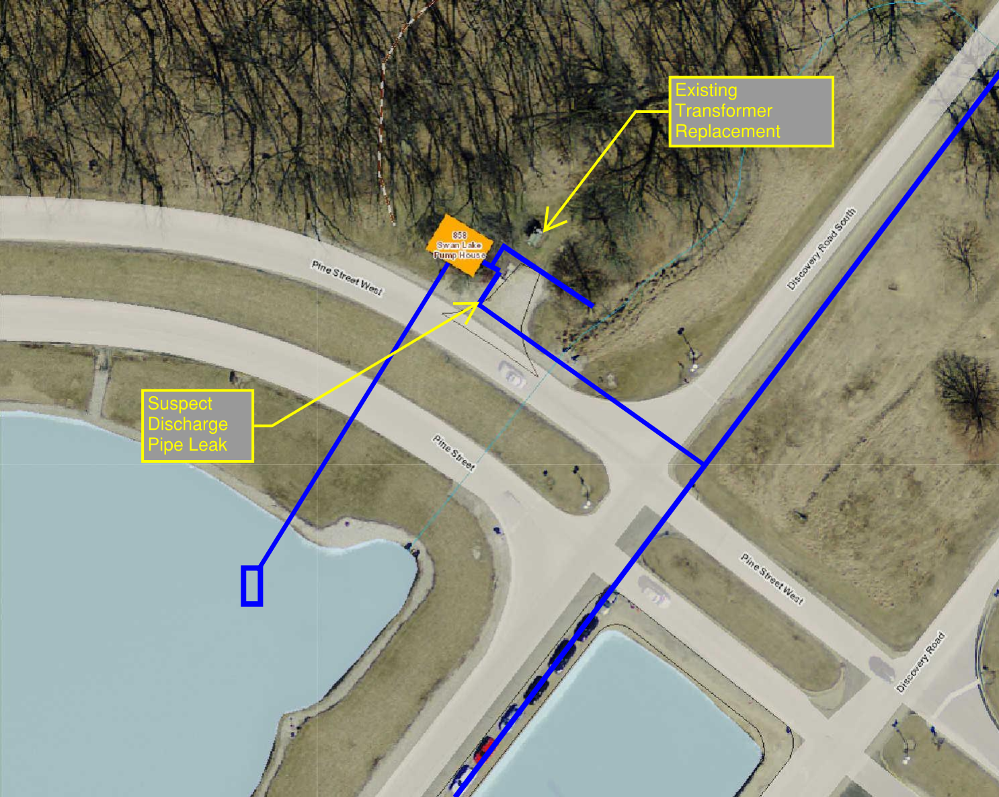 Existing
Transformer
Replacement
858
Swan Lake
Pump House
Pine Street West
Discovery Road South
Suspect
Discharge
Pipe Leak
Pine Street
Pine Street West
Discovery Road